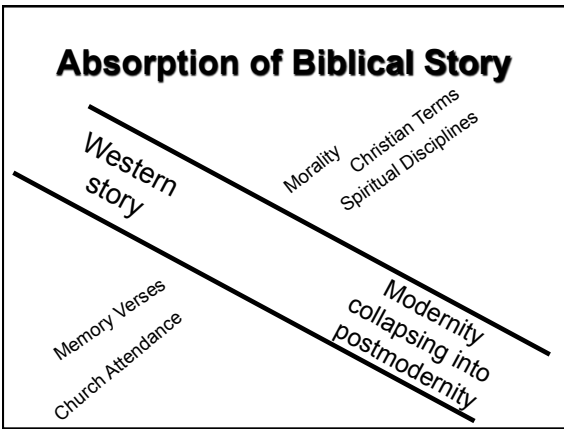 Absorption of Biblical Story
Western
story
Morality
Christian Terms
Spiritual Disciplines
Modernity
collapsing into
postmodernity
Memory Verses
Church Attendance